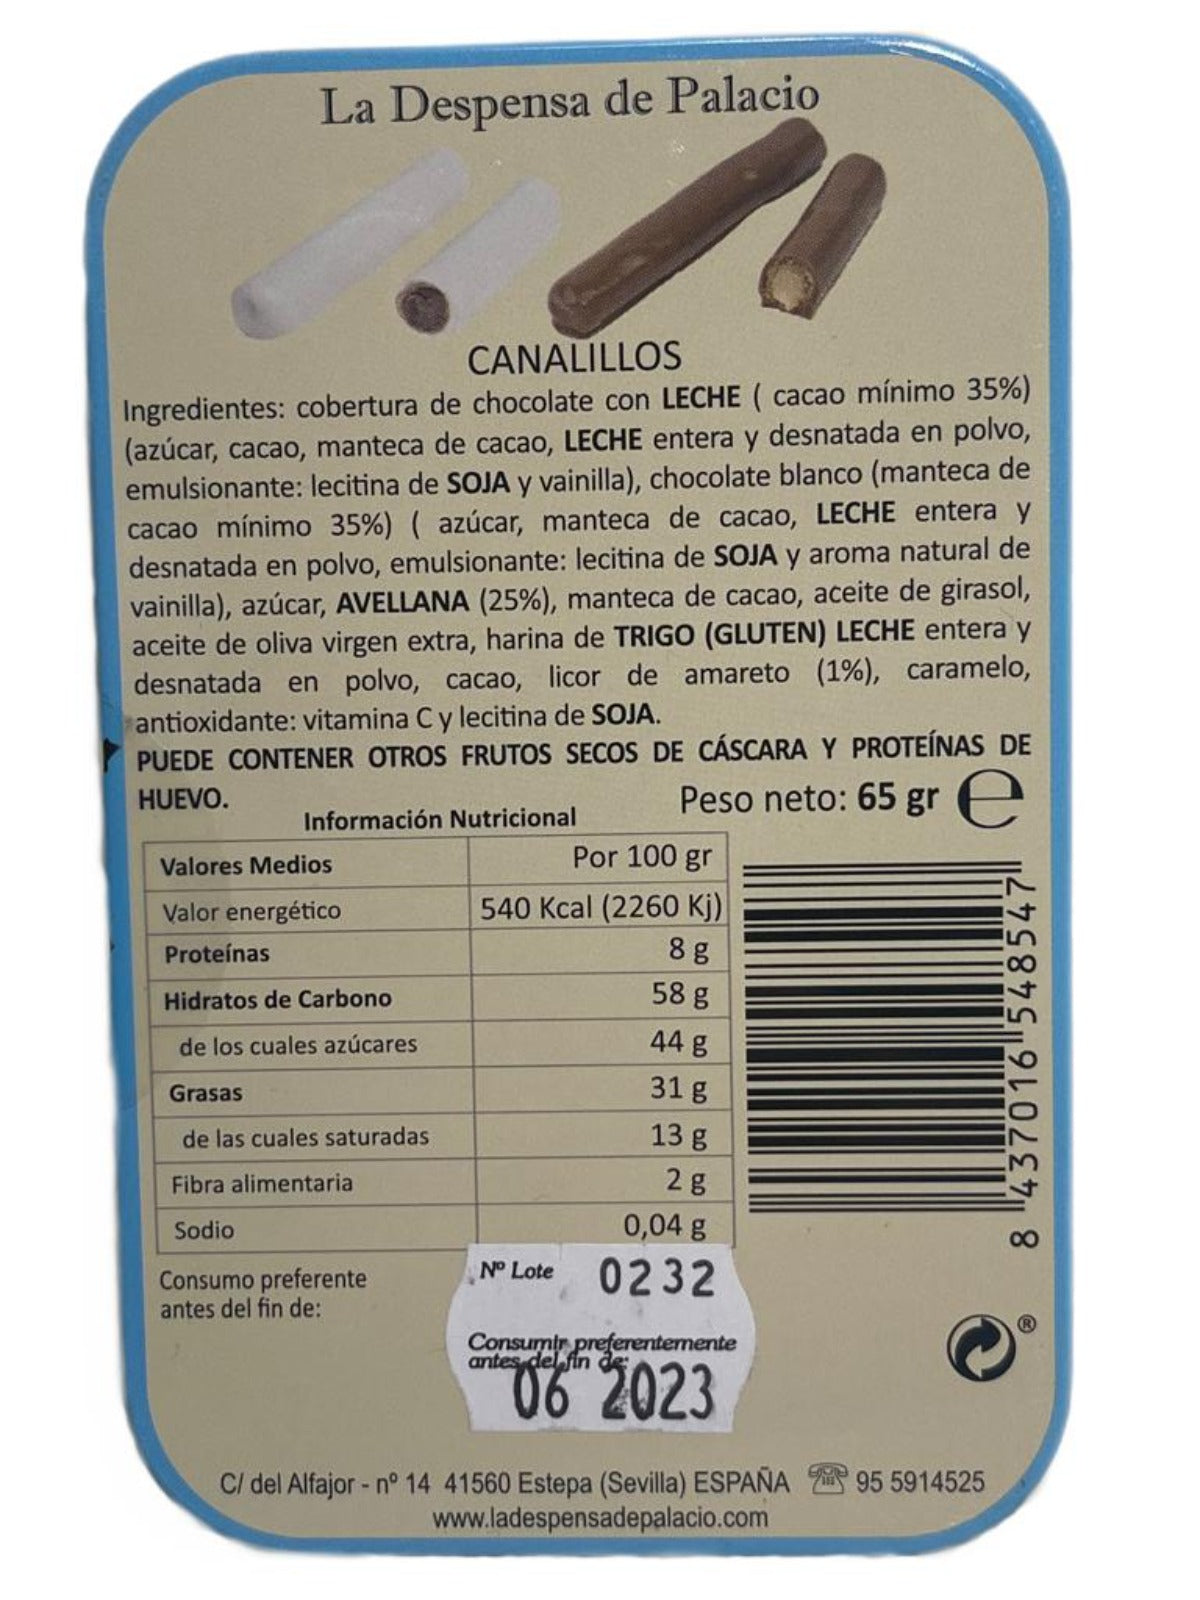 La Despensa de Palacio
CANALILLOS
Ingredientes: cobertura de chocolate con LECHE ( cacao mínimo 35%)
(azúcar, cacao, manteca de cacao, LECHE entera y desnatada en polvo,
emulsionante: lecitina de SOJA y vainilla), chocolate blanco (manteca de
cacao mínimo 35%) ( azúcar, manteca de cacao, LECHE entera y
desnatada en polvo, emulsionante: lecitina de SOJA y aroma natural de
vainilla), azúcar, AVELLANA (25%), manteca de cacao, aceite de girasol,
aceite de oliva virgen extra, harina de TRIGO (GLUTEN) LECHE entera y
desnatada en polvo, cacao, licor de amareto (1%), caramelo,
antioxidante: vitamina C y lecitina de SOJA.
PUEDE CONTENER OTROS FRUTOS SECOS DE CÁSCARA Y PROTEÍNAS DE
HUEVO.
Peso neto: 65 gr e
Información Nutricional
Valores Medios Por 100 gr
Valor energético 540 Kcal (2260 Kj)
Proteínas 8 g
Hidratos de Carbono 58 g
de los cuales azúcares 44 g
Grasas 31 g
de las cuales saturadas 13 g
Fibra alimentaria 2 g
Sodio 0,04 g
8 437016 548547
Consumo preferente
antes del fin de:
Nº Lote 0232
Consumir preferentemente
antes del fin de:
06 2023
®
C/ del Alfajor - nº 14 41560 Estepa (Sevilla) ESPAÑA 95 5914525
www.ladespensadepalacio.com